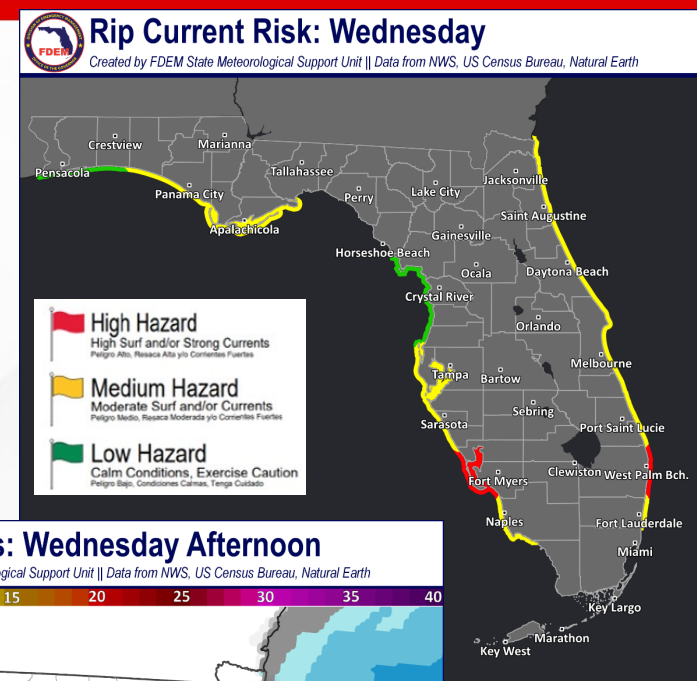 FDEM
Rip Current Risk: Wednesday
Created by FDEM State Meteorological Support Unit || Data from NWS, US Census Bureau, Natural Earth
Crestview
Marianna
Pensacola
Tallahassee
Panama City
Apalachicola
Perry
Lake City
Jacksonville
Saint Augustine
Gainesville
Horseshoe Beach
Ocala
Daytona Beach
Crystal River
Orlando
Tampa
Bartow
Melbourne
Sebring
Sarasota
Port Saint Lucie
Fort Myers
Clewiston
West Palm Bch.
Naples
Fort Lauderdale
Miami
Key Largo
Marathon
Key West
High Hazard
High Surf and/or Strong Currents
Peligro Alto, Resaca Alta y/o Corrientes Fuertes
Medium Hazard
Moderate Surf and/or Currents
Peligro Medio, Resaca Moderada y/o Corrientes Fuertes
Low Hazard
Calm Conditions, Exercise Caution
Peligro Bajo, Condiciones Calmas, Tenga Cuidado
s: Wednesday Afternoon
gical Support Unit || Data from NWS, US Census Bureau, Natural Earth
15 20 25 30 35 40